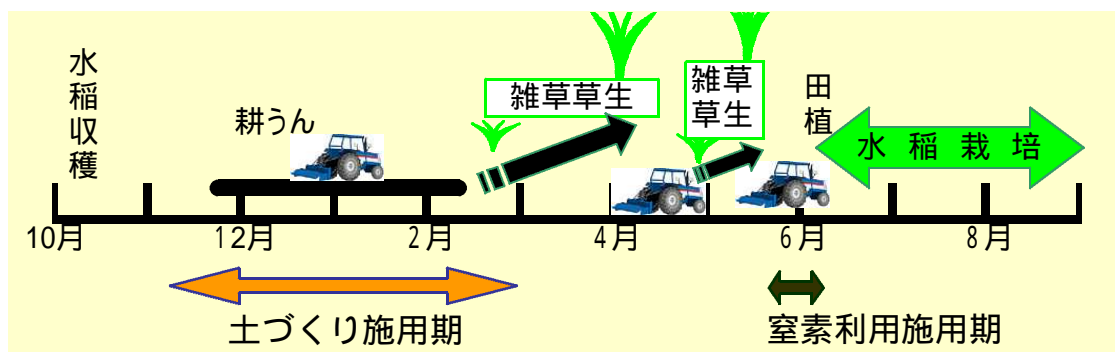 水稲収穫
耕うん
雑草草生
雑草
草生
田植
水稲栽培
10月
12月
2月
4月
6月
8月
土づくり施用期
窒素利用施用期